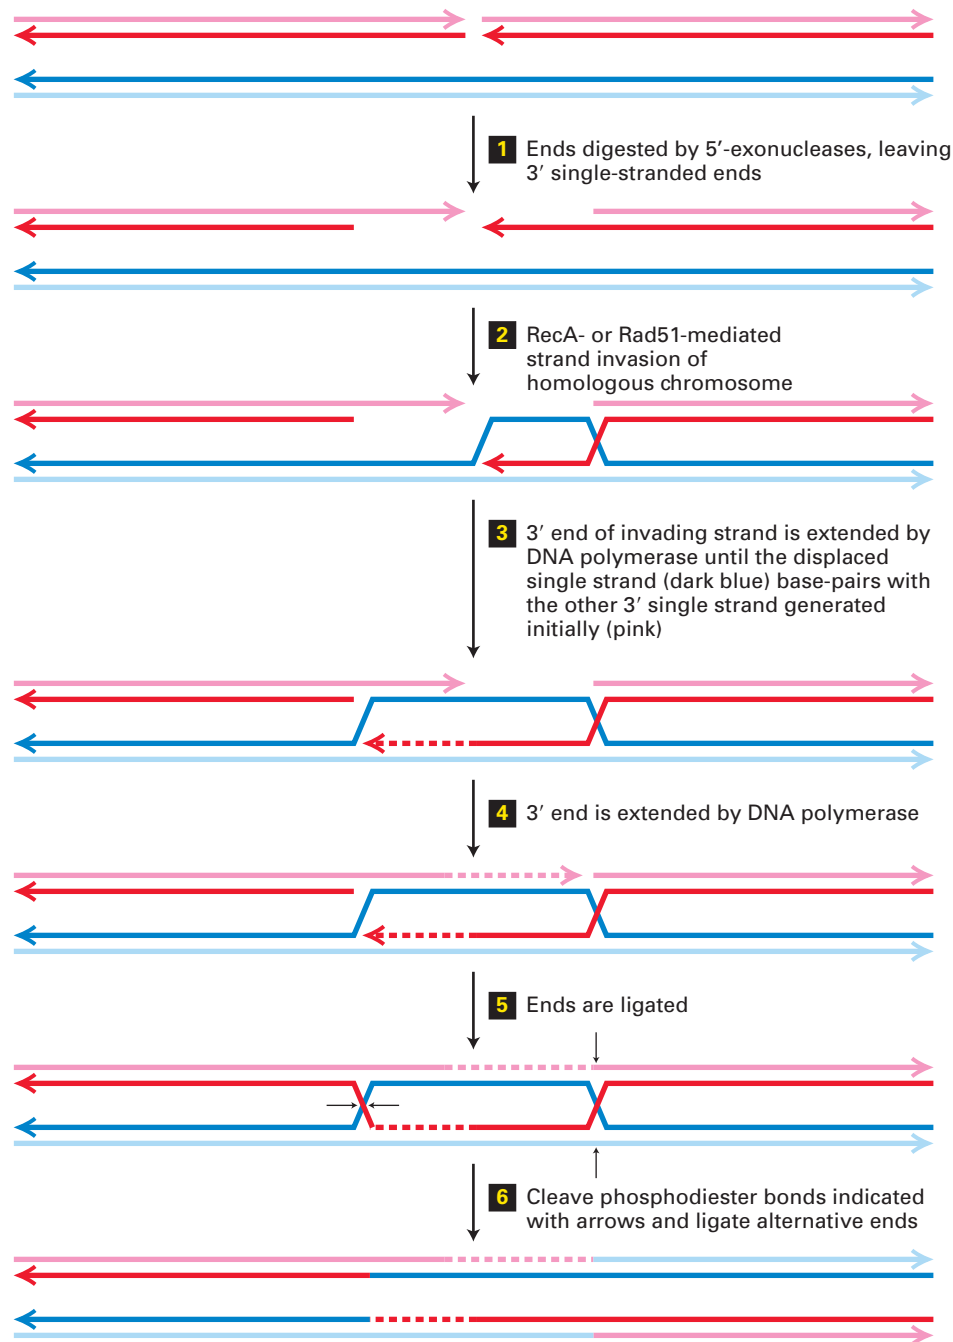 1 Ends digested by 5’-exonucleases, leaving
3′ single-stranded ends
2 RecA- or Rad51-mediated
strand invasion of
homologous chromosome
3 3′ end of invading strand is extended by
DNA polymerase until the displaced
single strand (dark blue) base-pairs with
the other 3′ single strand generated
initially (pink)
4 3′ end is extended by DNA polymerase
5 Ends are ligated
6 Cleave phosphodiester bonds indicated
with arrows and ligate alternative ends